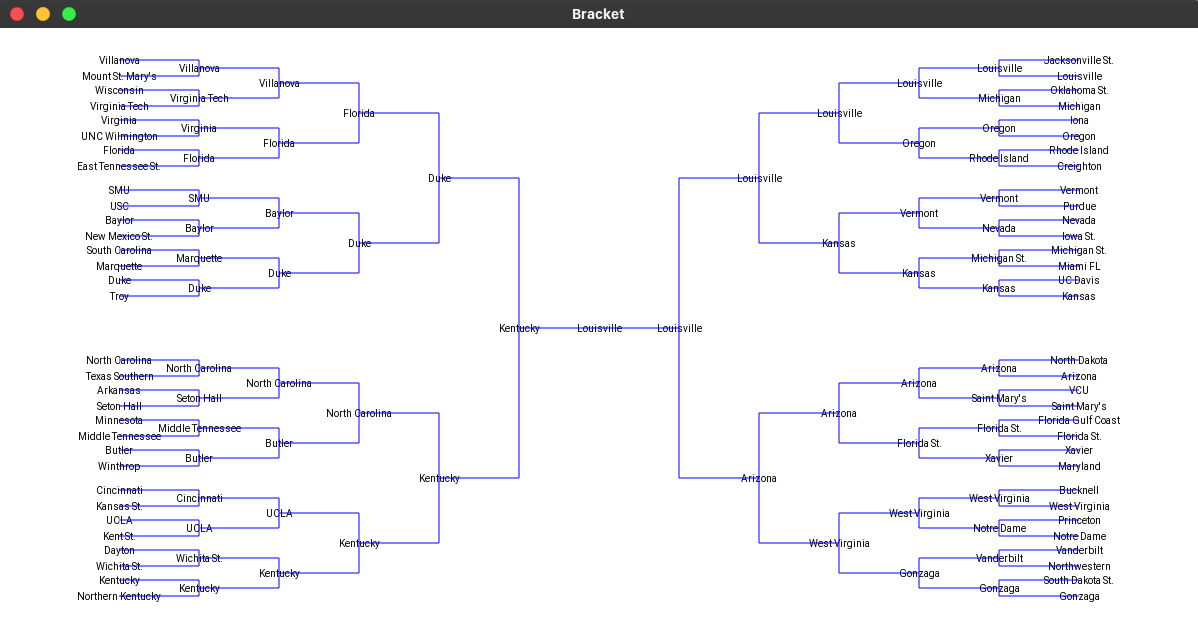 Bracket
Villanova
Mount St. Mary's
Wisconsin
Virginia Tech
Virginia
UNC Wilmington
Florida
East Tennessee St.
SMU
USC
Baylor
New Mexico St.
South Carolina
Marquette
Duke
Troy
North Carolina
Texas Southern
Arkansas
Seton Hall
Minnesota
Middle Tennessee
Butler
Winthrop
Cincinnati
Kansas St.
UCLA
Kent St.
Dayton
Wichita St.
Kentucky
Northern Kentucky
Villanova
Virginia Tech
Virginia
Florida
SMU
Baylor
Marquette
Duke
North Carolina
Seton Hall
Middle Tennessee
Butler
Cincinnati
UCLA
Wichita St.
Kentucky
Villanova
Florida
Baylor
Duke
North Carolina
Butler
UCLA
Kentucky
Florida
Duke
North Carolina
Kentucky
Duke
Kentucky
Kentucky
Louisville
Louisville
Louisville
Arizona
Louisville
Kansas
Arizona
West Virginia
Louisville
Oregon
Vermont
Kansas
Arizona
Florida St.
West Virginia
Gonzaga
Louisville
Michigan
Oregon
Rhode Island
Vermont
Nevada
Michigan St.
Kansas
Arizona
Saint Mary's
Florida St.
Xavier
West Virginia
Notre Dame
Vanderbilt
Gonzaga
Jacksonville St.
Louisville
Oklahoma St.
Michigan
Iona
Oregon
Rhode Island
Creighton
Vermont
Purdue
Nevada
Iowa St.
Michigan St.
Miami FL
UC Davis
Kansas
North Dakota
Arizona
VCU
Saint Mary's
Florida Gulf Coast
Florida St.
Xavier
Maryland
Bucknell
West Virginia
Princeton
Notre Dame
Vanderbilt
Northwestern
South Dakota St.
Gonzaga